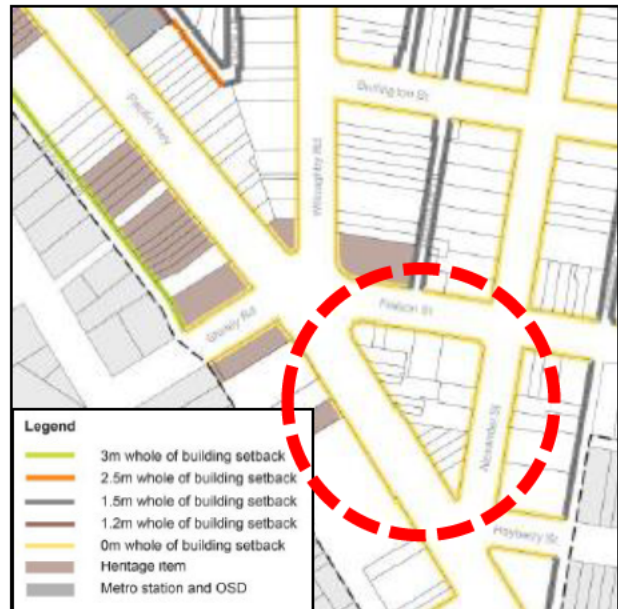 Burlington St
Pacific Hwy
Willoughby Rd
Falcon St
Shirley Rd
Alexander St
Hayberry St
Legend
3m whole of building setback
2.5m whole of building setback
1.5m whole of building setback
1.2m whole of building setback
0m whole of building setback
Heritage item
Metro station and OSD